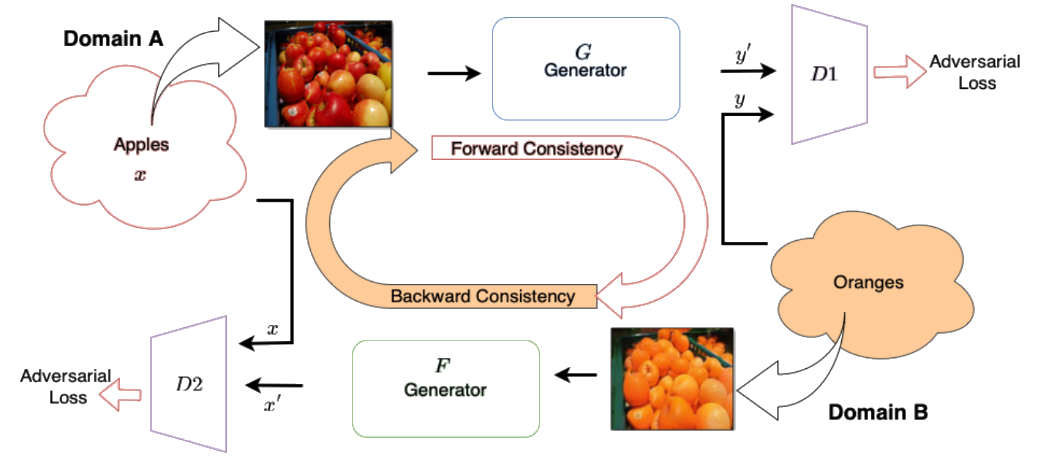 Domain A
Apples
x
G
Generator
y′
y
D1
Adversarial
Loss
Forward Consistency
Backward Consistency
Oranges
Domain B
x
x′
F
Generator
D2
Adversarial
Loss